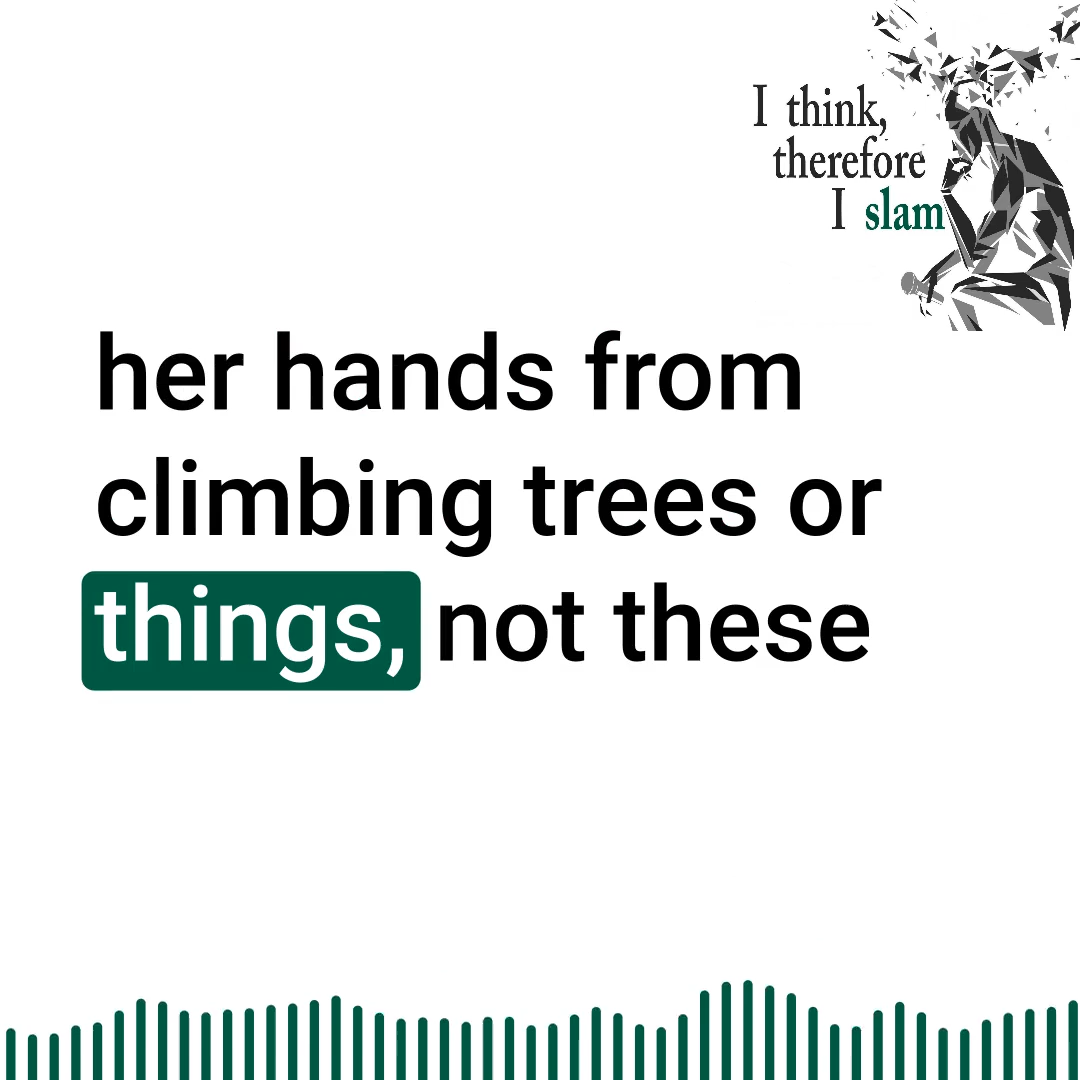 I think,
therefore
I slam
her hands from
climbing trees or
things, not these